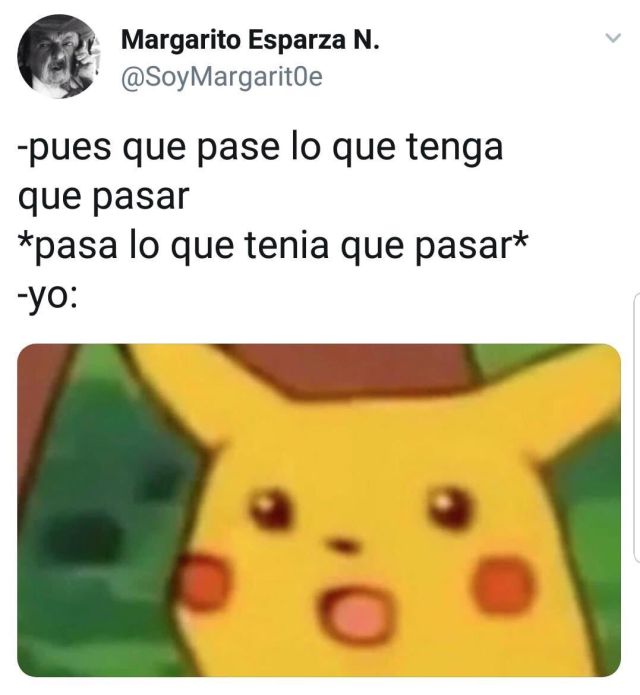 Margarito Esparza N.
@SoyMargarit0e
-pues que pase lo que tenga
que pasar
*pasa lo que tenia que pasar*
-yo: